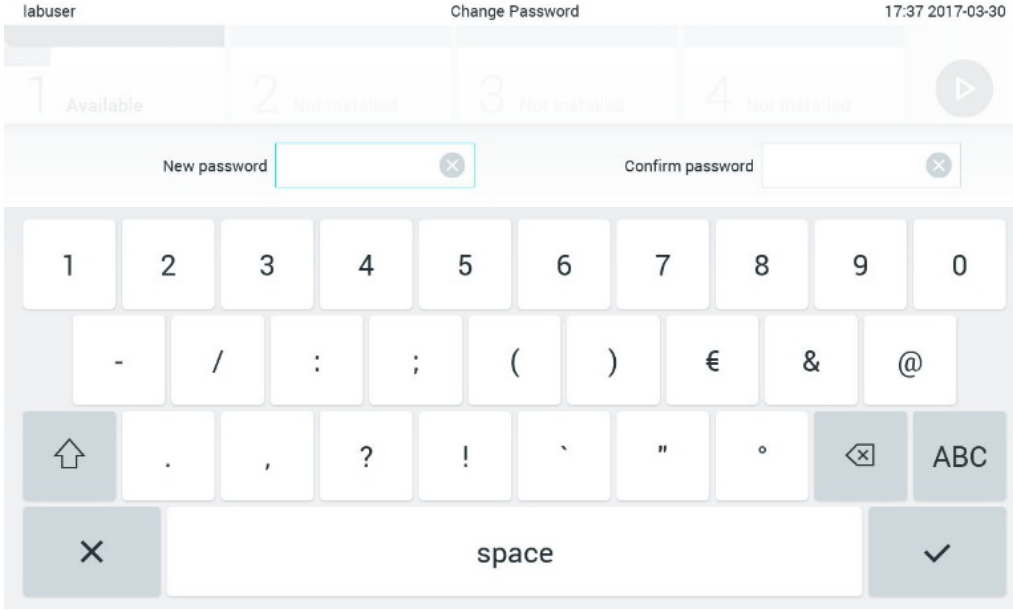 labuser Change Password 17:37 2017-03-30
1 Available 2 Not installed 3 Not installed 4 Not installed
New password Confirm password
1 2 3 4 5 6 7 8 9 0
- / : ; ( ) € & @
. , ? ! ` " ° ABC
space